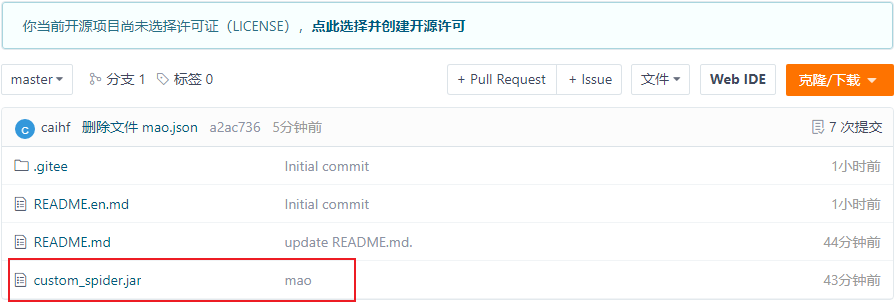 你当前开源项目尚未选择许可证（LICENSE），点此选择并创建开源许可
master 分支 1 标签 0 + Pull Request + Issue 文件 Web IDE 克隆/下载
C caihf 删除文件 mao.json a2ac736 5分钟前 7 次提交
.gitee Initial commit 1小时前
README.en.md Initial commit 1小时前
README.md update README.md. 44分钟前
custom_spider.jar mao 43分钟前